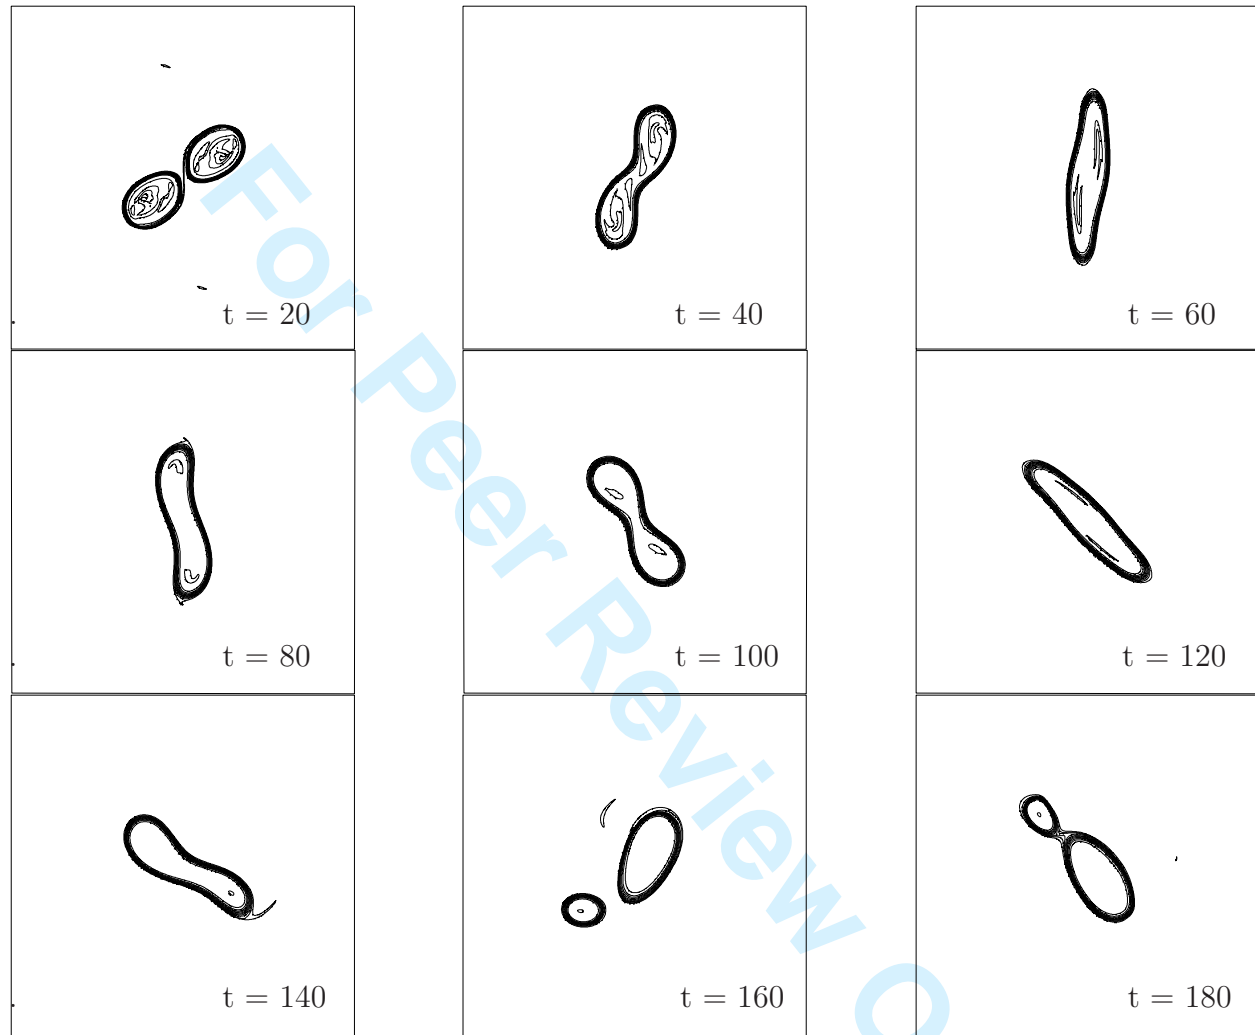 t = 20
t = 40
t = 60
t = 80
t = 100
t = 120
t = 140
t = 160
t = 180
For Peer Review O